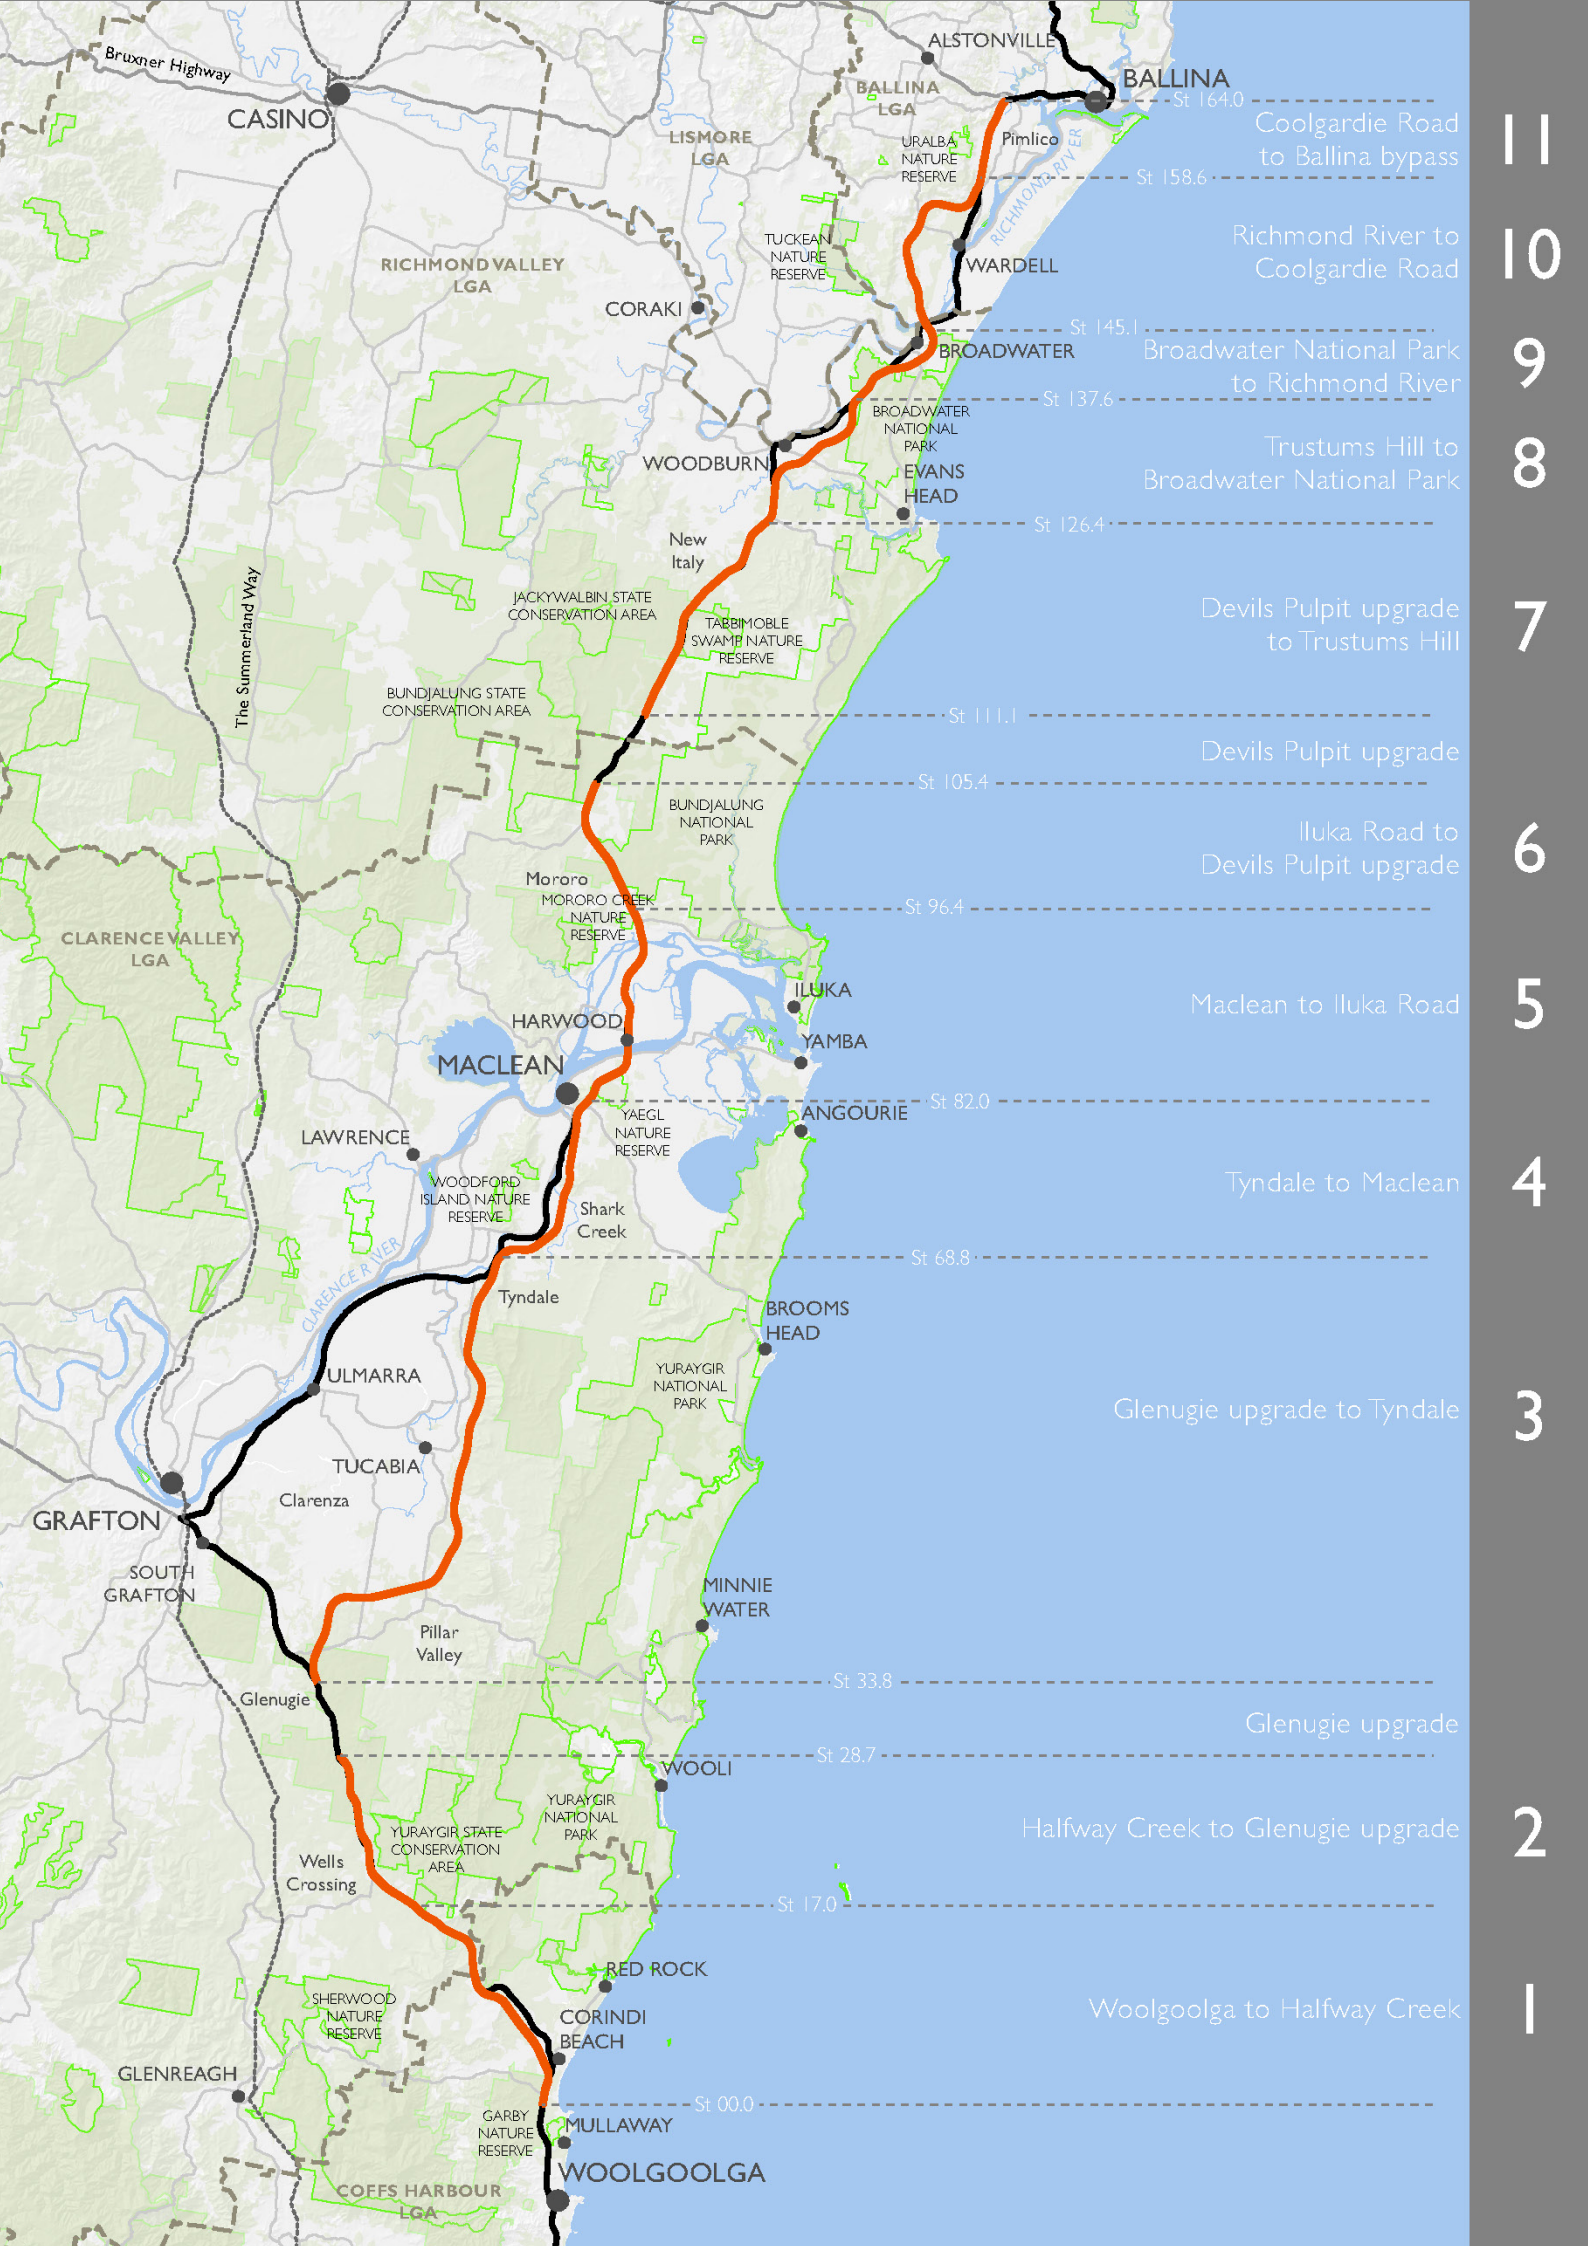 ALSTONVILLE
Bruxner Highway
BALLINA
BALLINA
LGA
St 164.0
CASINO
Coolgardie Road
to Ballina bypass
11
LISMORE
LGA
URALBA
NATURE
RESERVE
Pimlico
RICHMOND RIVER
St 158.6
TUCKEAN
NATURE
RESERVE
Richmond River to
Coolgardie Road
10
RICHMOND VALLEY
LGA
WARDELL
CORAKI
St 145.1
BROADWATER
Broadwater National Park
to Richmond River
9
St 137.6
BROADWATER
NATIONAL
PARK
WOODBURN
Trustums Hill to
Broadwater National Park
8
EVANS
HEAD
St 126.4
New
Italy
The Summerland Way
JACKYWALBIN STATE
CONSERVATION AREA
TABBIMOBLE
SWAMP NATURE
RESERVE
Devils Pulpit upgrade
to Trustums Hill
7
BUNDJALUNG STATE
CONSERVATION AREA
St 111.1
Devils Pulpit upgrade
St 105.4
BUNDJALUNG
NATIONAL
PARK
Iluka Road to
Devils Pulpit upgrade
6
Mororo
MORORO CREEK
NATURE
RESERVE
St 96.4
CLARENCE VALLEY
LGA
ILUKA
Maclean to Iluka Road
5
HARWOOD
YAMBA
MACLEAN
St 82.0
ANGOURIE
YAEGL
NATURE
RESERVE
LAWRENCE
WOODFORD
ISLAND NATURE
RESERVE
Tyndale to Maclean
4
Shark
Creek
CLARENCE RIVER
St 68.8
Tyndale
BROOMS
HEAD
ULMARRA
YURAYGIR
NATIONAL
PARK
Glenugie upgrade to Tyndale
3
TUCABIA
Clarenza
GRAFTON
SOUTH
GRAFTON
MINNIE
WATER
Pillar
Valley
St 33.8
Glenugie
Glenugie upgrade
St 28.7
WOOLI
YURAYGIR
NATIONAL
PARK
YURAYGIR STATE
CONSERVATION
AREA
Halfway Creek to Glenugie upgrade
2
Wells
Crossing
St 17.0
RED ROCK
SHERWOOD
NATURE
RESERVE
CORINDI
BEACH
Woolgoolga to Halfway Creek
1
GLENREAGH
St 00.0
GARBY
NATURE
RESERVE
MULLAWAY
WOOLGOOLGA
COFFS HARBOUR
LGA